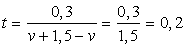 t = 0,3/(v + 1,5 − v) = 0,3/1,5 = 0,2